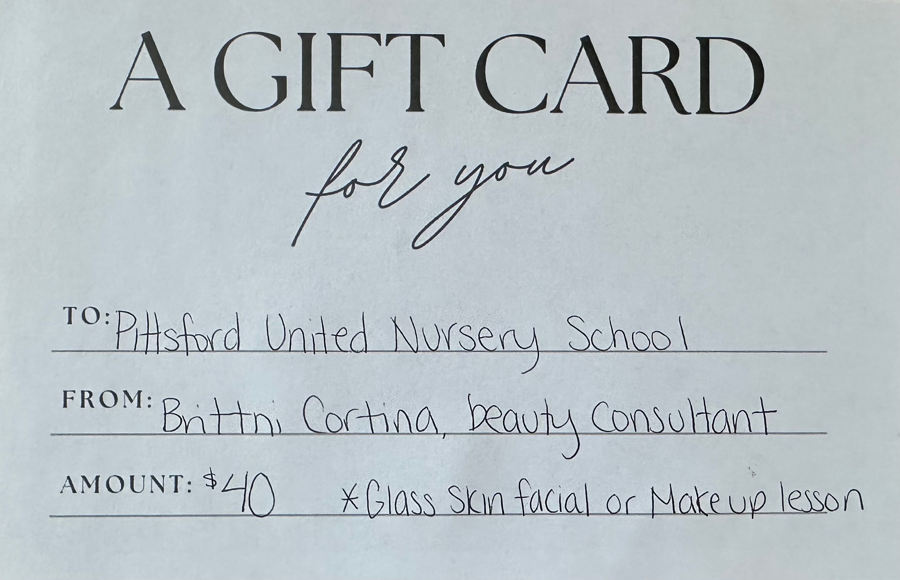 A GIFT CARD
for you
TO: Pittsford United Nursery School
FROM: Brittni Cortina, beauty Consultant
AMOUNT: $40 *Glass Skin facial or Makeup lesson